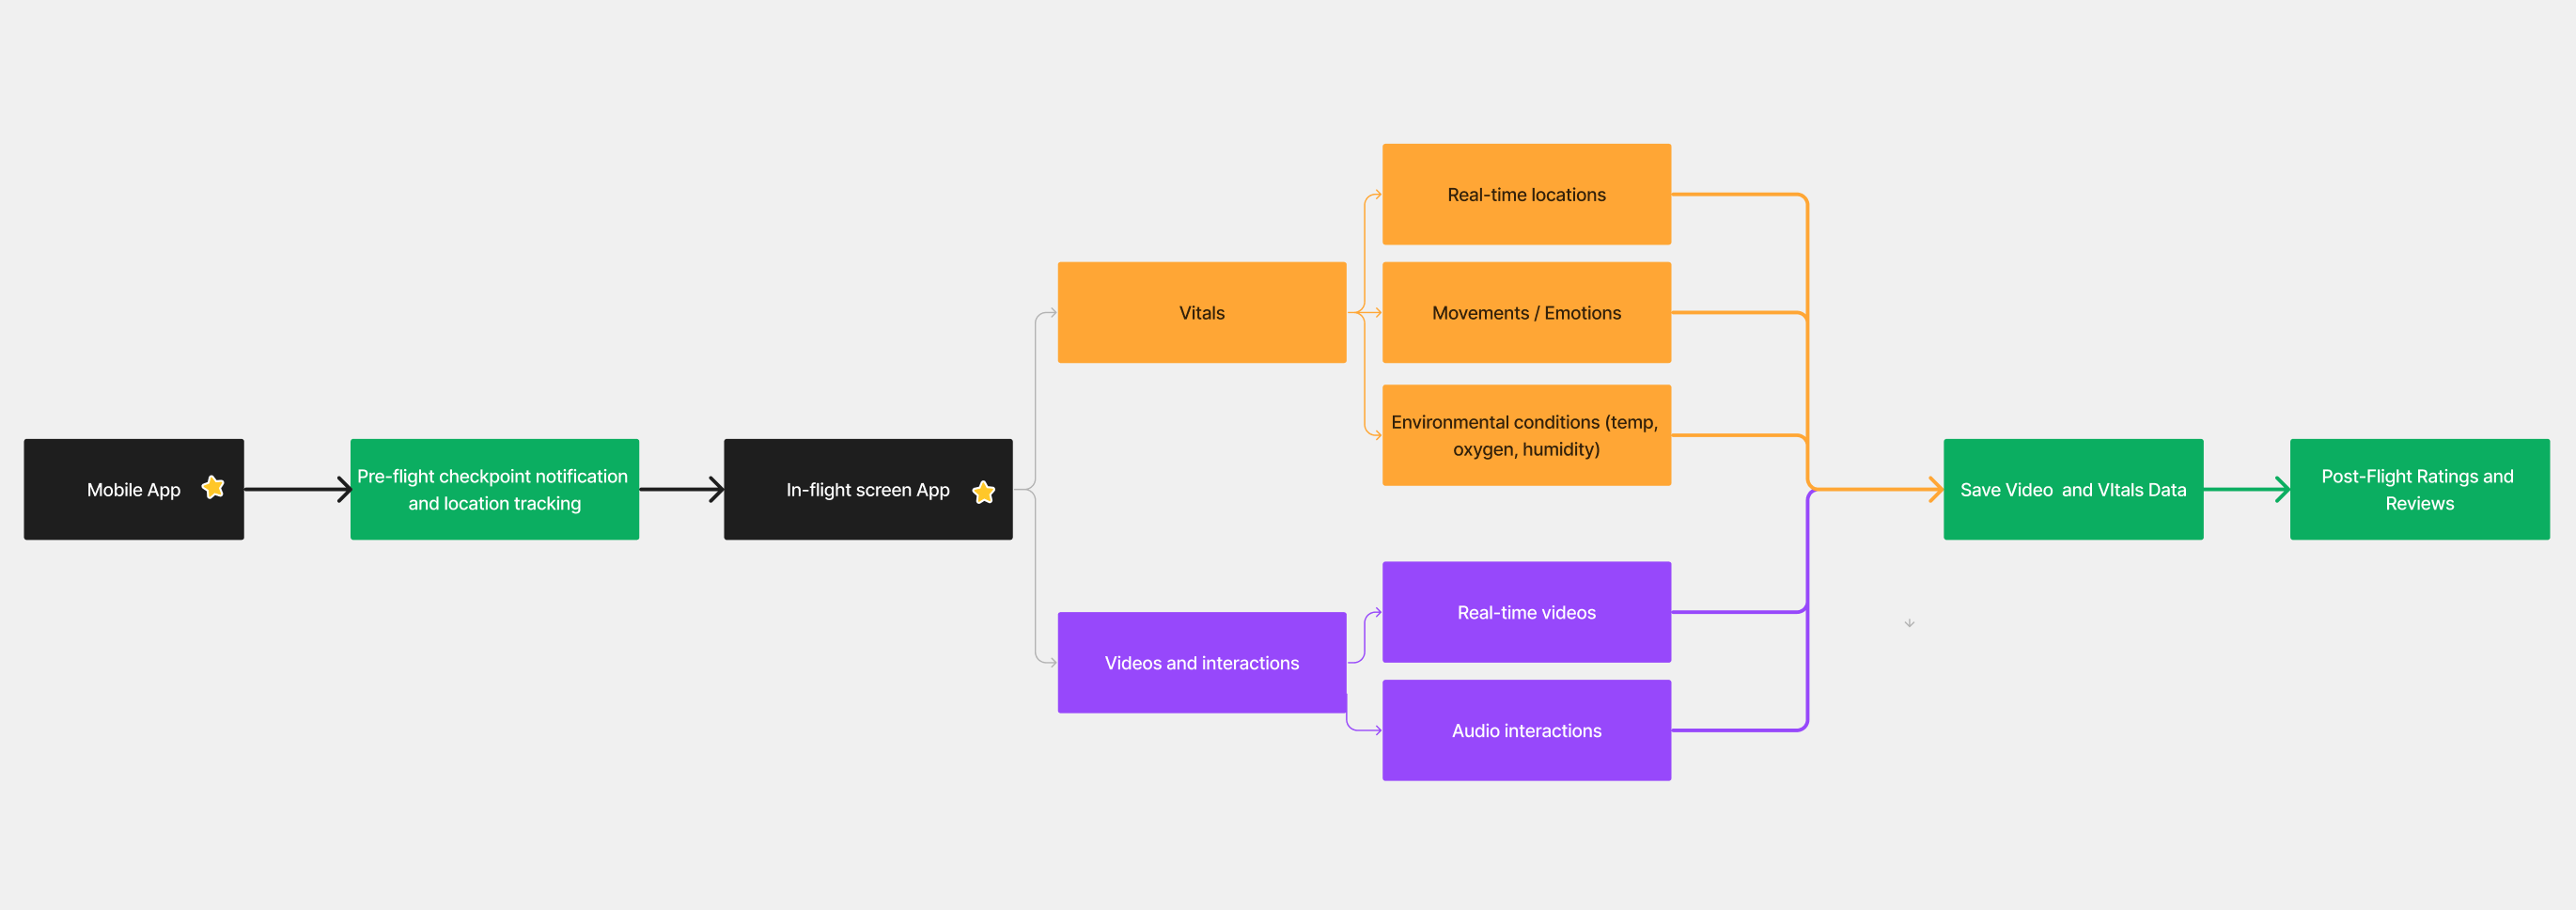 Mobile App
Pre-flight checkpoint notification
and location tracking
In-flight screen App
Vitals
Real-time locations
Movements / Emotions
Environmental conditions (temp,
oxygen, humidity)
Videos and interactions
Real-time videos
Audio interactions
Save Video  and VItals Data
Post-Flight Ratings and
Reviews